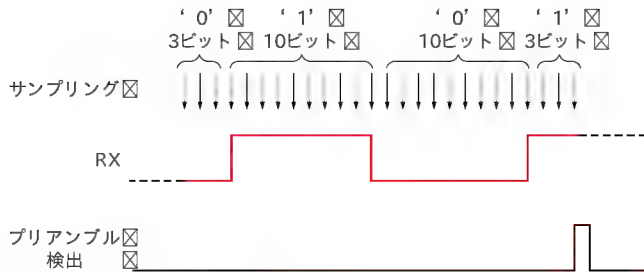 ‘0’ ‘1’ ‘0’ ‘1’
3ビット 10ビット 10ビット 3ビット
サンプリング
RX
プリアンブル
検出